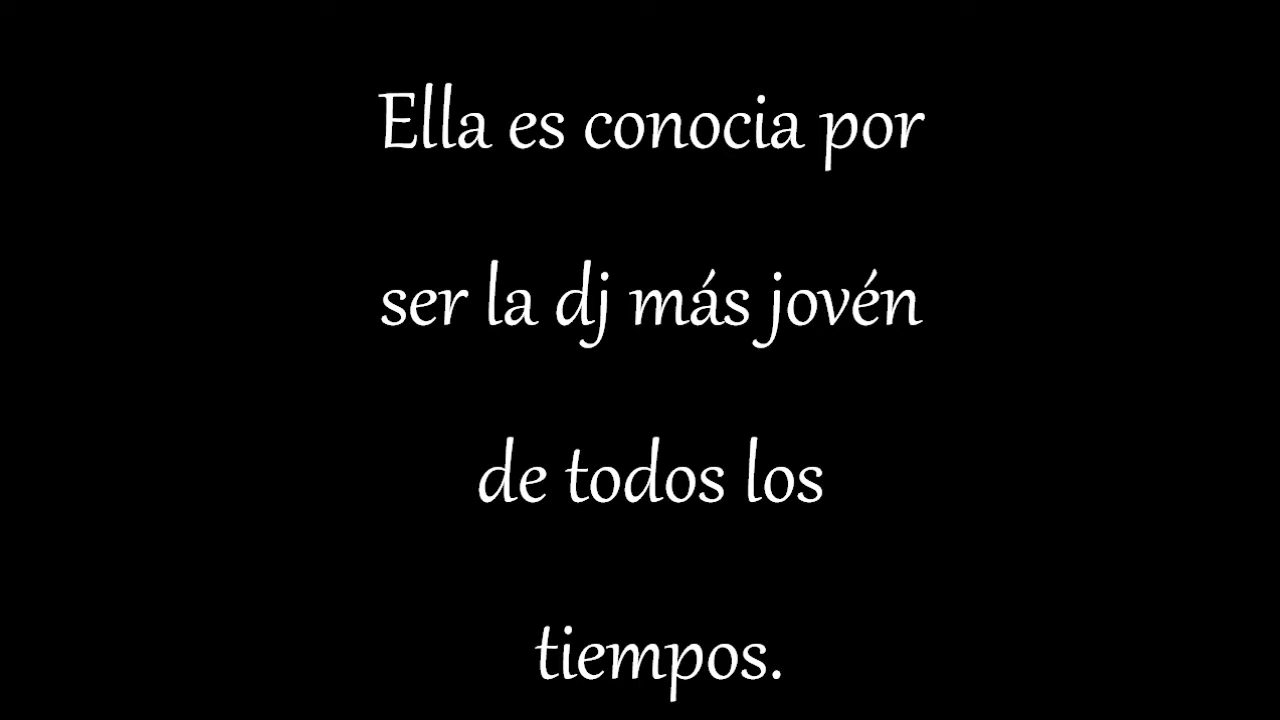 Ella es conocia por
ser la dj más jovén
de todos los
tiempos.